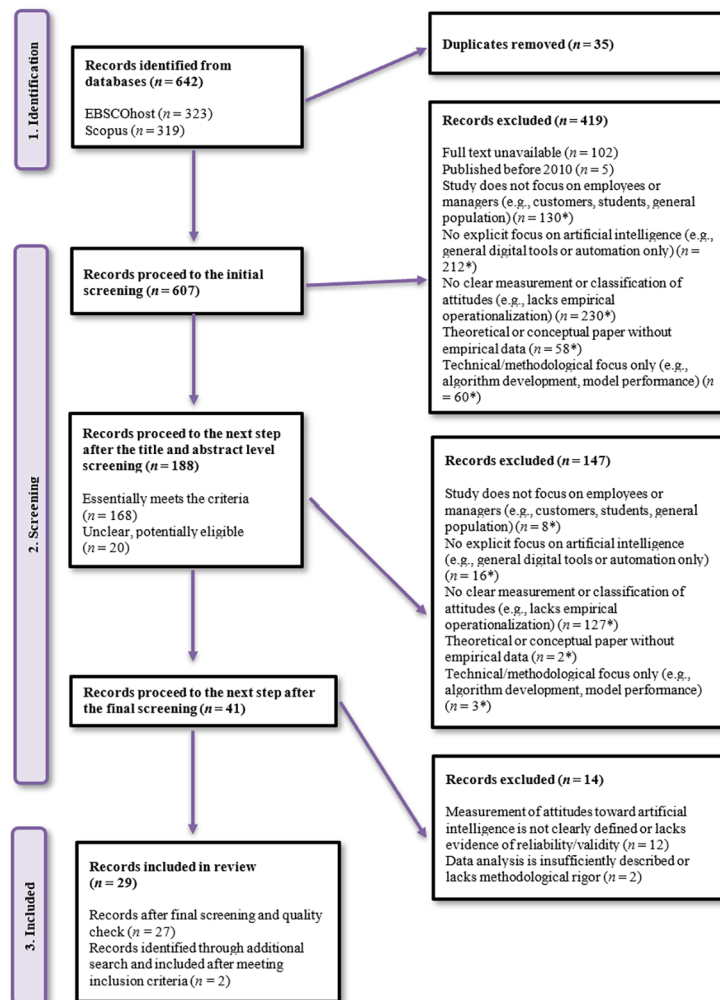 1. Identification
Records identified from
databases (n = 642)
EBSCOhost (n = 323)
Scopus (n = 319)
Duplicates removed (n = 35)
Records excluded (n = 419)
Full text unavailable (n = 102)
Published before 2010 (n = 5)
Study does not focus on employees or
managers (e.g., customers, students, general
population) (n = 130*)
No explicit focus on artificial intelligence (e.g.,
general digital tools or automation only) (n =
212*)
No clear measurement or classification of
attitudes (e.g., lacks empirical
operationalization) (n = 230*)
Theoretical or conceptual paper without
empirical data (n = 58*)
Technical/methodological focus only (e.g.,
algorithm development, model performance) (n
= 60*)
2. Screening
Records proceed to the initial
screening (n = 607)
Records proceed to the next step
after the title and abstract level
screening (n = 188)
Essentially meets the criteria
(n = 168)
Unclear, potentially eligible
(n = 20)
Records excluded (n = 147)
Study does not focus on employees or
managers (e.g., customers, students, general
population) (n = 8*)
No explicit focus on artificial intelligence
(e.g., general digital tools or automation only)
(n = 16*)
No clear measurement or classification of
attitudes (e.g., lacks empirical
operationalization) (n = 127*)
Theoretical or conceptual paper without
empirical data (n = 2*)
Technical/methodological focus only (e.g.,
algorithm development, model performance)
(n = 3*)
Records proceed to the next step after
the final screening (n = 41)
Records excluded (n = 14)
Measurement of attitudes toward artificial
intelligence is not clearly defined or lacks
evidence of reliability/validity (n = 12)
Data analysis is insufficiently described or
lacks methodological rigor (n = 2)
3. Included
Records included in review
(n = 29)
Records after final screening and quality
check (n = 27)
Records identified through additional
search and included after meeting
inclusion criteria (n = 2)